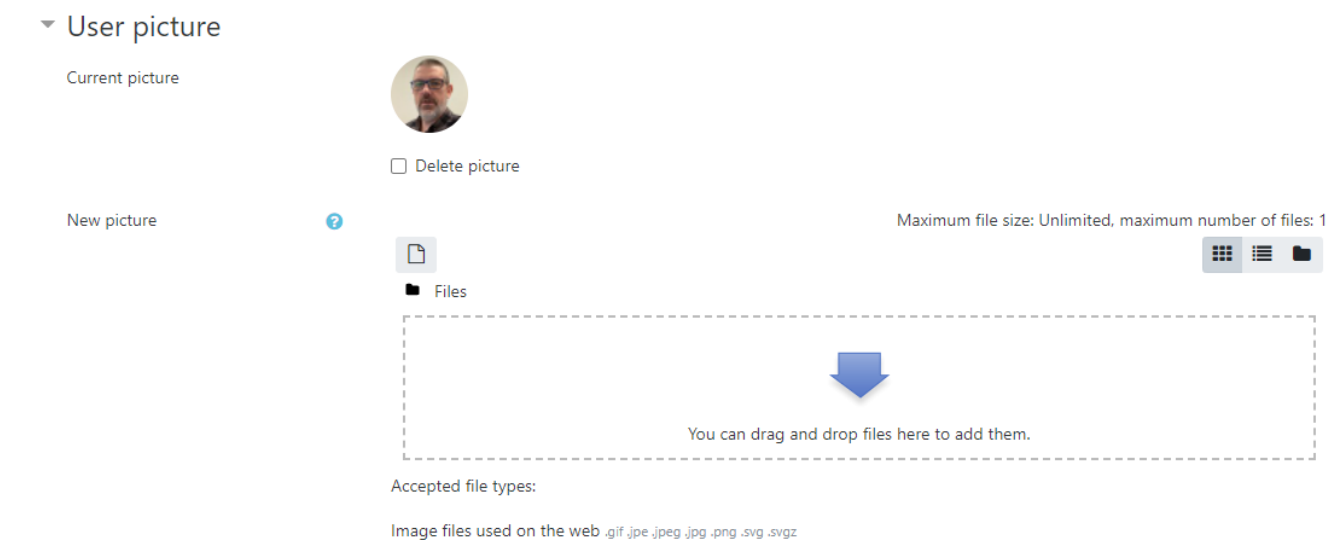 User picture
Current picture
Delete picture
New picture
Maximum file size: Unlimited, maximum number of files: 1
Files
You can drag and drop files here to add them.
Accepted file types:
Image files used on the web .gif .jpe .jpeg .jpg .png .svg .svgz